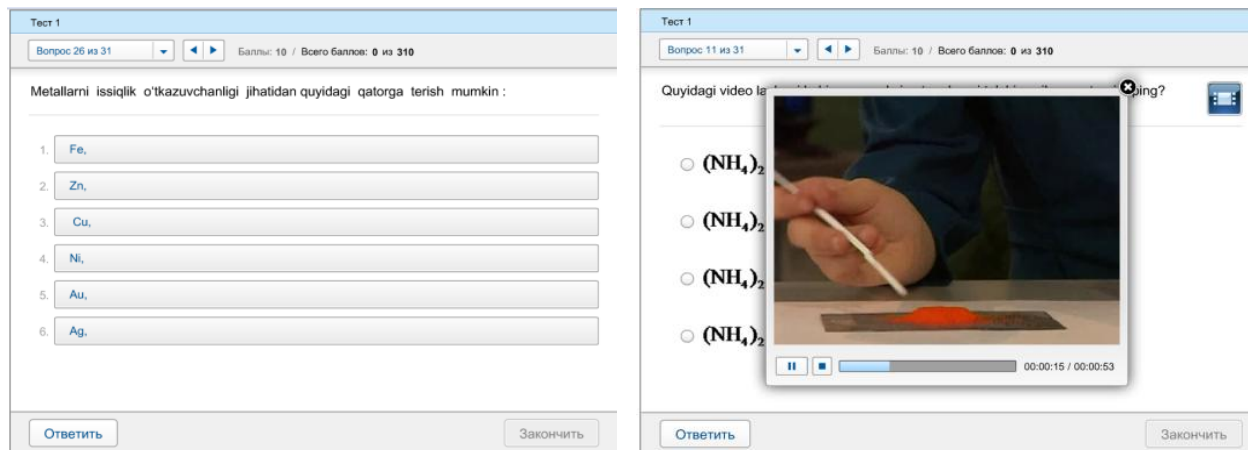 Тест 1
Вопрос 26 из 31
Баллы: 10 / Всего баллов: 0 из 310
Metallarni issiqlik o'tkazuvchanligi jihatidan quyidagi qatorga terish mumkin :
1. Fe,
2. Zn,
3. Cu,
4. Ni,
5. Au,
6. Ag,
Ответить
Закончить
Тест 1
Вопрос 11 из 31
Баллы: 10 / Всего баллов: 0 из 310
Quyidagi video ping?
(NH₄)₂
(NH₄)₂
(NH₄)₂
(NH₄)₂
00:00:15 / 00:00:53
Ответить
Закончить